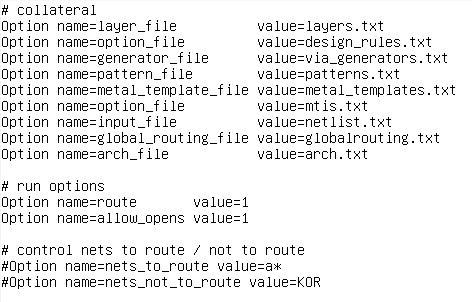 # collateral
Option name=layer_file value=layers.txt
Option name=option_file value=design_rules.txt
Option name=generator_file value=via_generators.txt
Option name=pattern_file value=patterns.txt
Option name=metal_template_file value=metal_templates.txt
Option name=option_file value=mtis.txt
Option name=input_file value=netlist.txt
Option name=global_routing_file value=globalrouting.txt
Option name=arch_file value=arch.txt
# run options
Option name=route value=1
Option name=allow_opens value=1
# control nets to route / not to route
#Option name=nets_to_route value=a*
#Option name=nets_not_to_route value=KOR